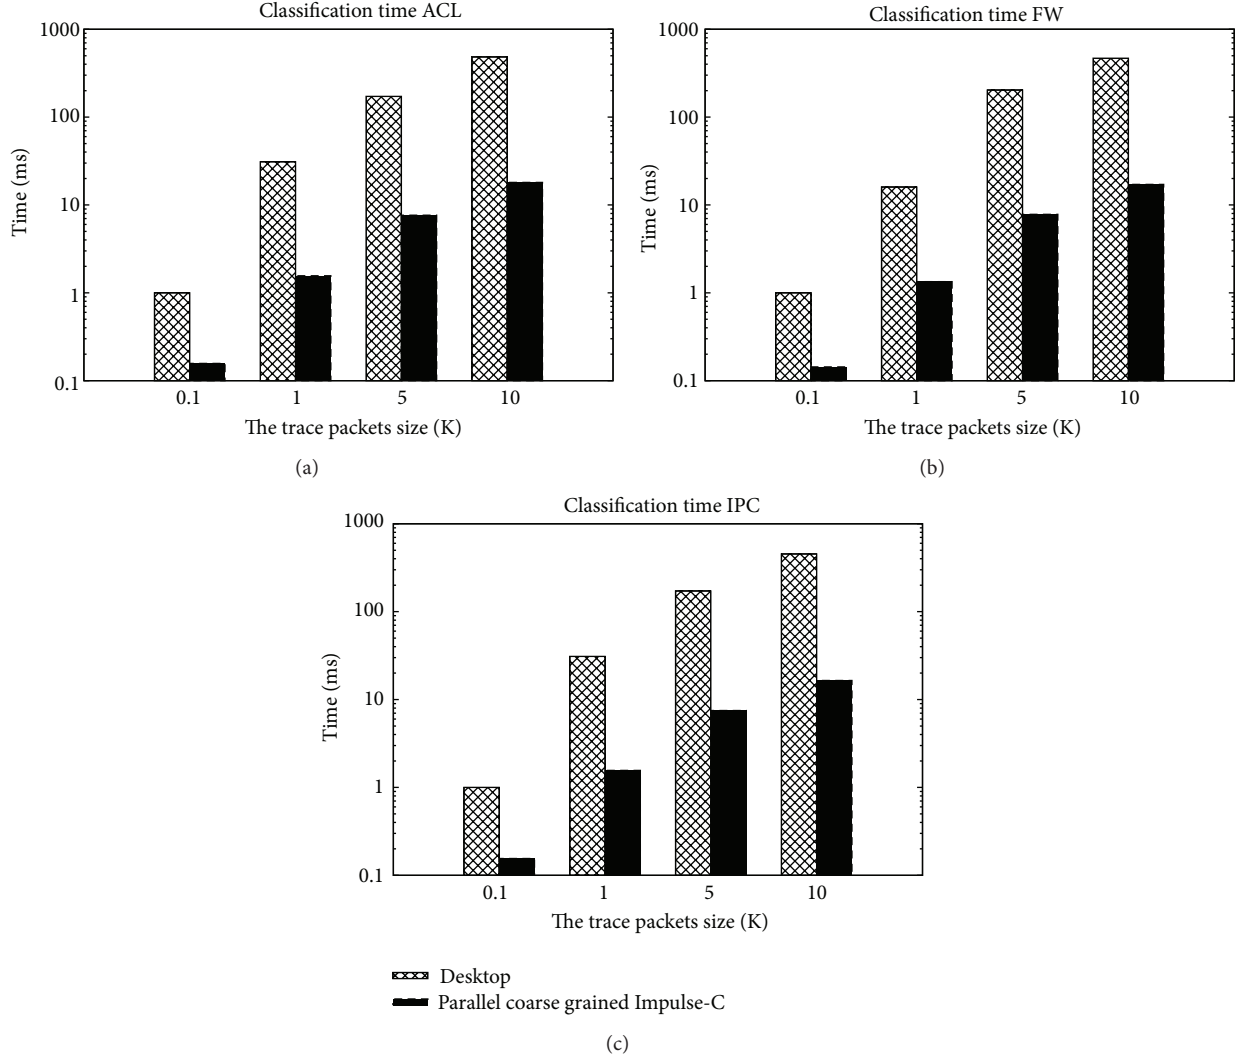 Classification time ACL
1000
100
10
1
0.1
Time (ms)
0.1 1 5 10
The trace packets size (K)
(a)
Classification time FW
1000
100
10
1
0.1
Time (ms)
0.1 1 5 10
The trace packets size (K)
(b)
Classification time IPC
1000
100
10
1
0.1
Time (ms)
0.1 1 5 10
The trace packets size (K)
Desktop
Parallel coarse grained Impulse-C
(c)